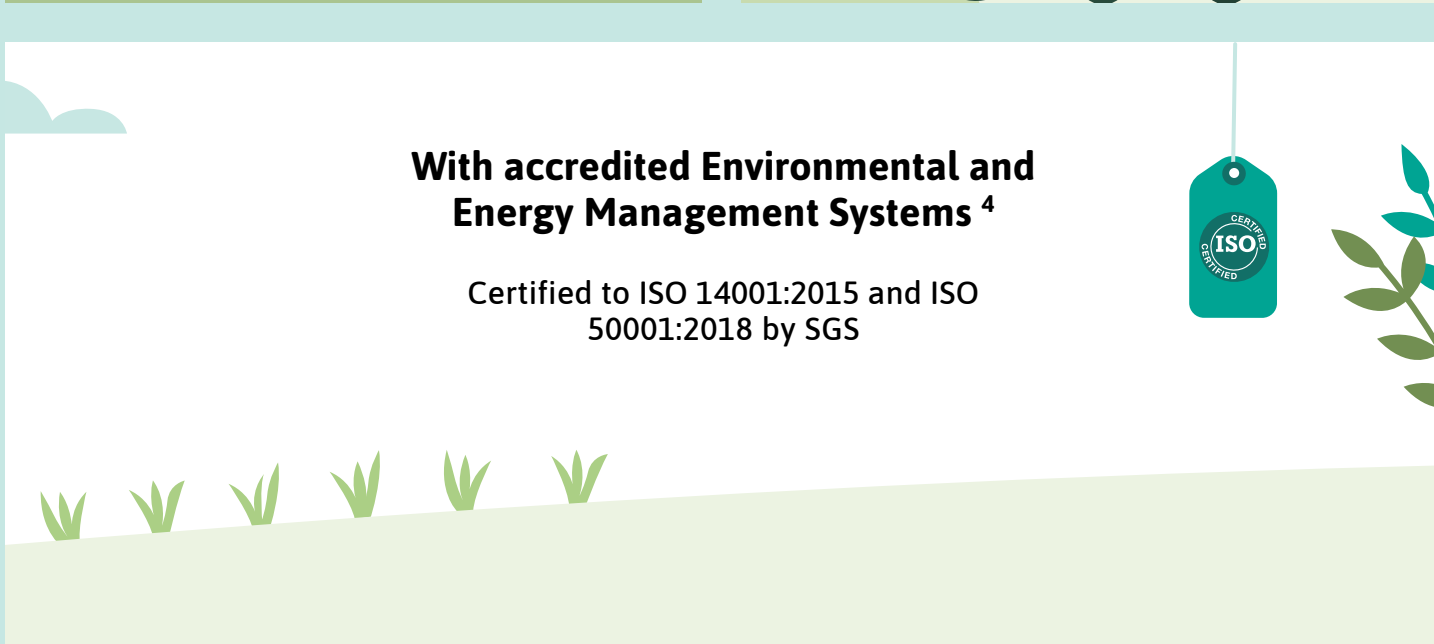 With accredited Environmental and
Energy Management Systems ⁴
Certified to ISO 14001:2015 and ISO
50001:2018 by SGS
CERTIFIED
ISO
CERTIFIED